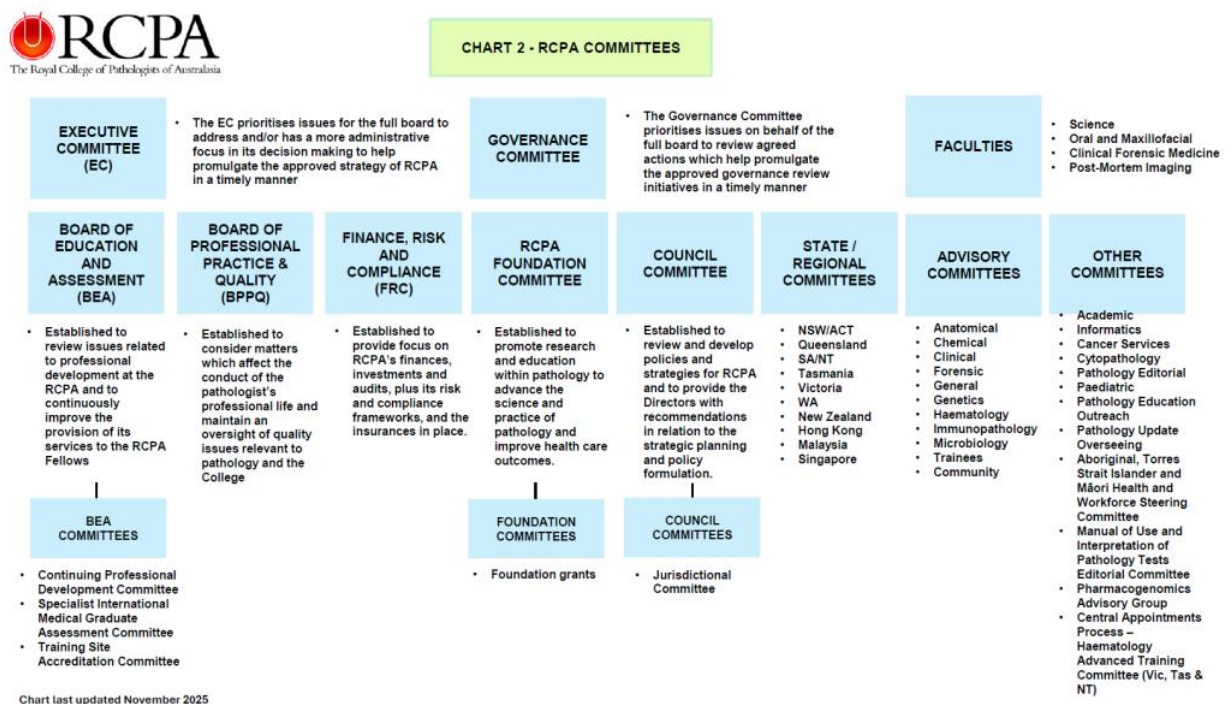 RCPA
The Royal College of Pathologists of Australasia
CHART 2 - RCPA COMMITTEES
EXECUTIVE
COMMITTEE
(EC)
• The EC prioritises issues for the full board to
address and/or has a more administrative
focus in its decision making to help
promulgate the approved strategy of RCPA
in a timely manner
GOVERNANCE
COMMITTEE
• The Governance Committee
prioritises issues on behalf of the
full board to review agreed
actions which help promulgate
the approved governance review
initiatives in a timely manner
FACULTIES
• Science
• Oral and Maxillofacial
• Clinical Forensic Medicine
• Post-Mortem Imaging
BOARD OF
EDUCATION
AND
ASSESSMENT
(BEA)
• Established to
review issues related
to professional
development at the
RCPA and to
continuously
improve the
provision of its
services to the RCPA
Fellows
BEA
COMMITTEES
• Continuing Professional
Development Committee
• Specialist International
Medical Graduate
Assessment Committee
• Training Site
Accreditation Committee
BOARD OF
PROFESSIONAL
PRACTICE &
QUALITY
(BPPQ)
• Established to
consider matters
which affect the
conduct of the
pathologist's
professional life and
maintain an
oversight of quality
issues relevant to
pathology and the
College
FINANCE, RISK
AND
COMPLIANCE
(FRC)
• Established to
provide focus on
RCPA's finances,
investments and
audits, plus its risk
and compliance
frameworks, and the
insurances in place.
RCPA
FOUNDATION
COMMITTEE
• Established to
promote research
and education
within pathology to
advance the
science and
practice of
pathology and
improve health care
outcomes.
FOUNDATION
COMMITTEES
• Foundation grants
COUNCIL
COMMITTEE
• Established to
review and develop
policies and
strategies for RCPA
and to provide the
Directors with
recommendations
in relation to the
strategic planning
and policy
formulation.
COUNCIL
COMMITTEES
• Jurisdictional
Committee
STATE /
REGIONAL
COMMITTEES
• NSW/ACT
• Queensland
• SA/NT
• Tasmania
• Victoria
• WA
• New Zealand
• Hong Kong
• Malaysia
• Singapore
ADVISORY
COMMITTEES
• Anatomical
• Chemical
• Clinical
• Forensic
• General
• Genetics
• Haematology
• Immunopathology
• Microbiology
• Trainees
• Community
OTHER
COMMITTEES
• Academic
• Informatics
• Cancer Services
• Cytopathology
• Pathology Editorial
• Paediatric
• Pathology Education
Outreach
• Pathology Update
Overseeing
• Aboriginal, Torres
Strait Islander and
Māori Health and
Workforce Steering
Committee
• Manual of Use and
Interpretation of
Pathology Tests
Editorial Committee
• Pharmacogenomics
Advisory Group
• Central Appointments
Process –
Haematology
Advanced Training
Committee (Vic, Tas &
NT)
Chart last updated November 2025